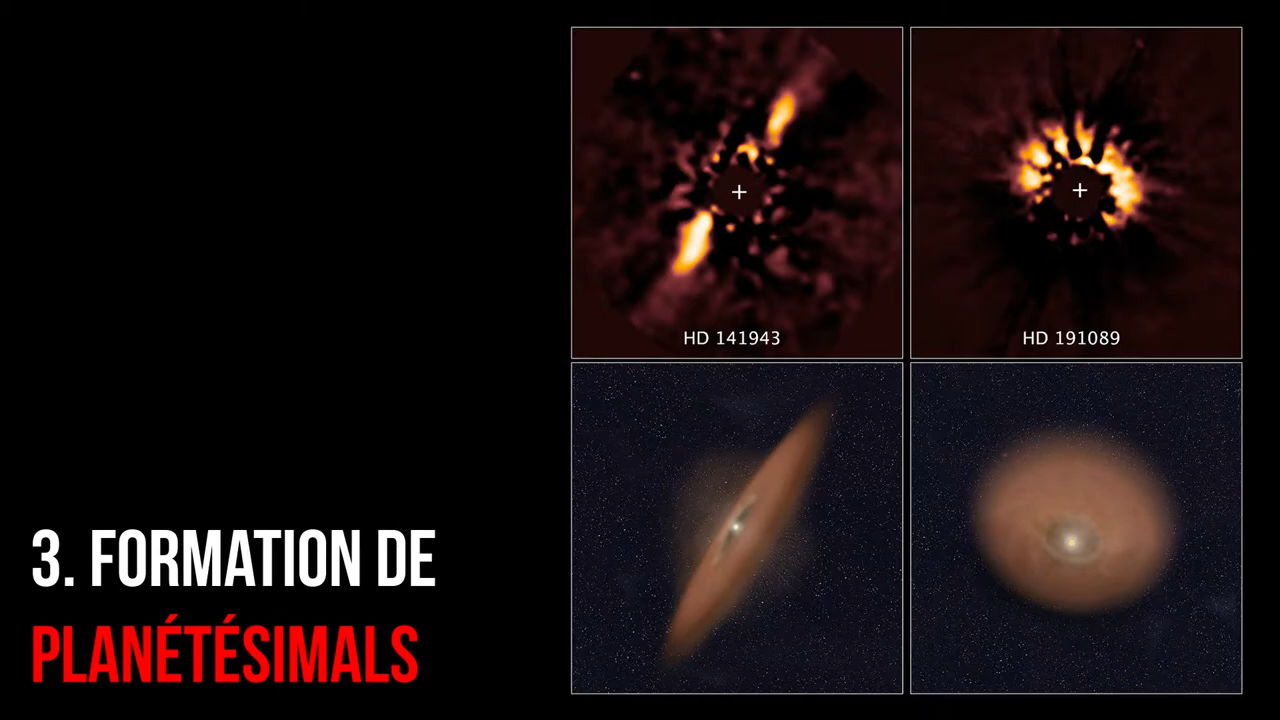 HD 141943
HD 191089
3. FORMATION DE
PLANÉTÉSIMALS